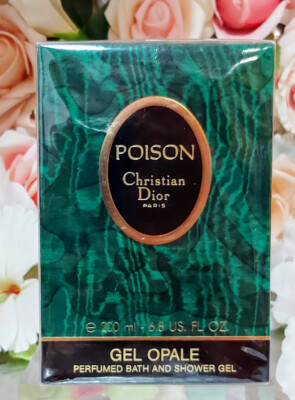 POISON
Christian
Dior
PARIS
℮ 200 ml - 6.8 US. FL. OZ.
GEL OPALE
PERFUMED BATH AND SHOWER GEL